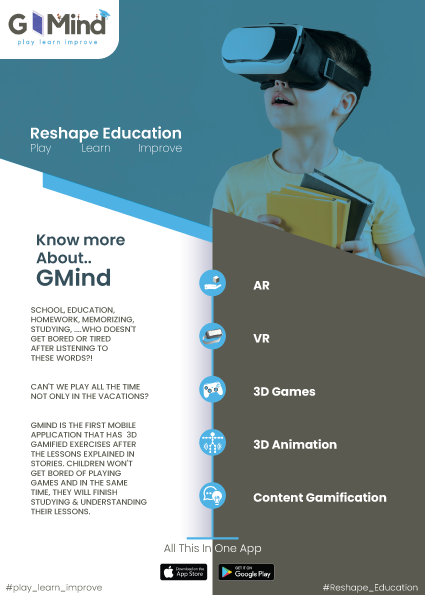 G Mind
play learn improve
Reshape Education
Play Learn Improve
Know more
About..
GMind
SCHOOL, EDUCATION,
HOMEWORK, MEMORIZING,
STUDYING, ....WHO DOESN'T
GET BORED OR TIRED
AFTER LISTENING TO
THESE WORDS?!
CAN'T WE PLAY ALL THE TIME
NOT ONLY IN THE VACATIONS?
GMIND IS THE FIRST MOBILE
APPLICATION THAT HAS 3D
GAMIFIED EXERCISES AFTER
THE LESSONS EXPLAINED IN
STORIES. CHILDREN WON'T
GET BORED OF PLAYING
GAMES AND IN THE SAME
TIME, THEY WILL FINISH
STUDYING & UNDERSTANDING
THEIR LESSONS.
AR
VR
3D Games
3D Animation
Content Gamification
All This In One App
Download on the
App Store
GET IT ON
Google Play
#play_learn_improve
#Reshape_Education